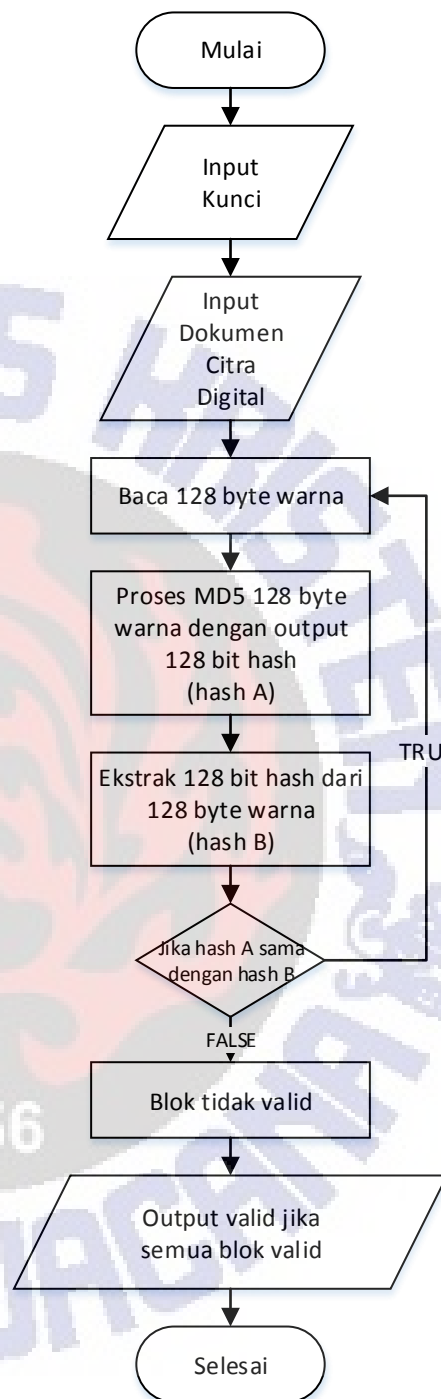 Mulai
Input
Kunci
Input
Dokumen
Citra
Digital
Baca 128 byte warna
Proses MD5 128 byte
warna dengan output
128 bit hash
(hash A)
TRU
Ekstrak 128 bit hash dari
128 byte warna
(hash B)
Jika hash A sama
dengan hash B
FALSE
Blok tidak valid
56
Output valid jika
semua blok valid
Selesai